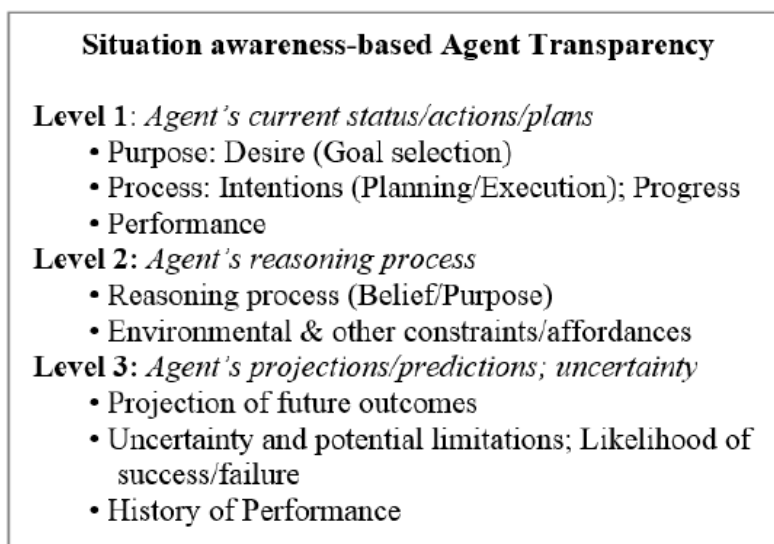 Situation awareness-based Agent Transparency
Level 1: Agent's current status/actions/plans
• Purpose: Desire (Goal selection)
• Process: Intentions (Planning/Execution); Progress
• Performance
Level 2: Agent's reasoning process
• Reasoning process (Belief/Purpose)
• Environmental & other constraints/affordances
Level 3: Agent's projections/predictions; uncertainty
• Projection of future outcomes
• Uncertainty and potential limitations; Likelihood of
success/failure
• History of Performance